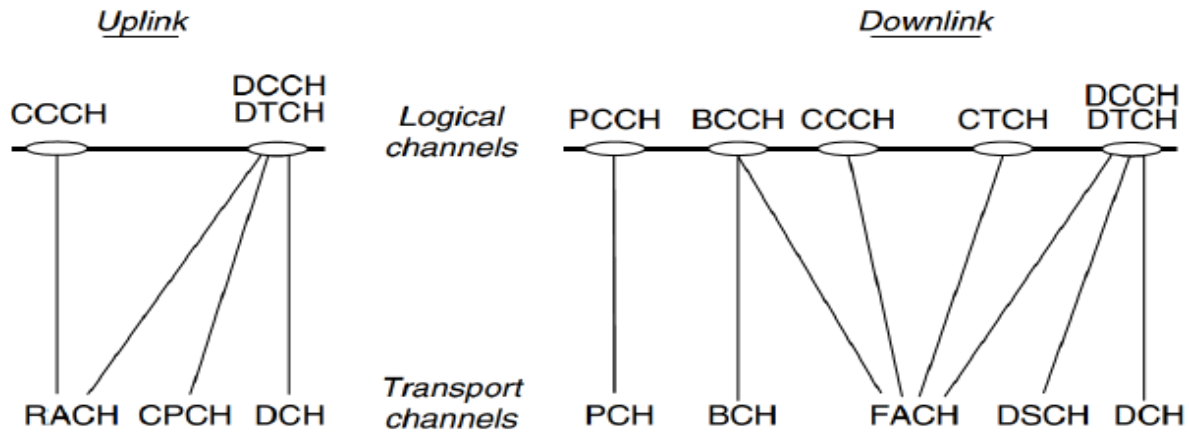 Uplink
Downlink
DCCH
DTCH
CCCH
Logical
channels
PCCH BCCH CCCH CTCH
DCCH
DTCH
RACH CPCH DCH
Transport
channels
PCH BCH FACH DSCH DCH